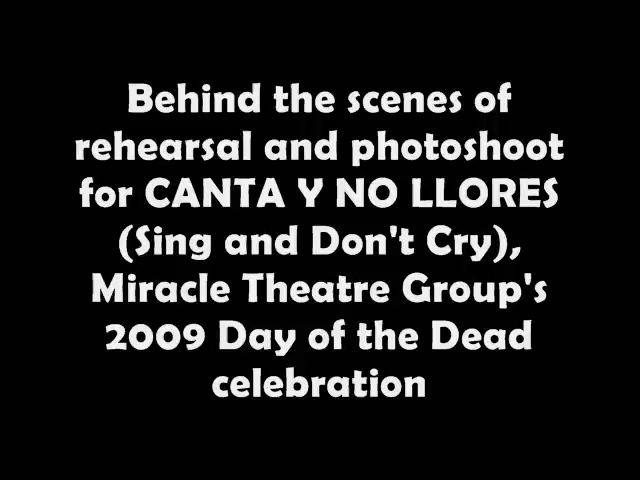 Behind the scenes of
rehearsal and photoshoot
for CANTA Y NO LLORES
(Sing and Don't Cry),
Miracle Theatre Group's
2009 Day of the Dead
celebration